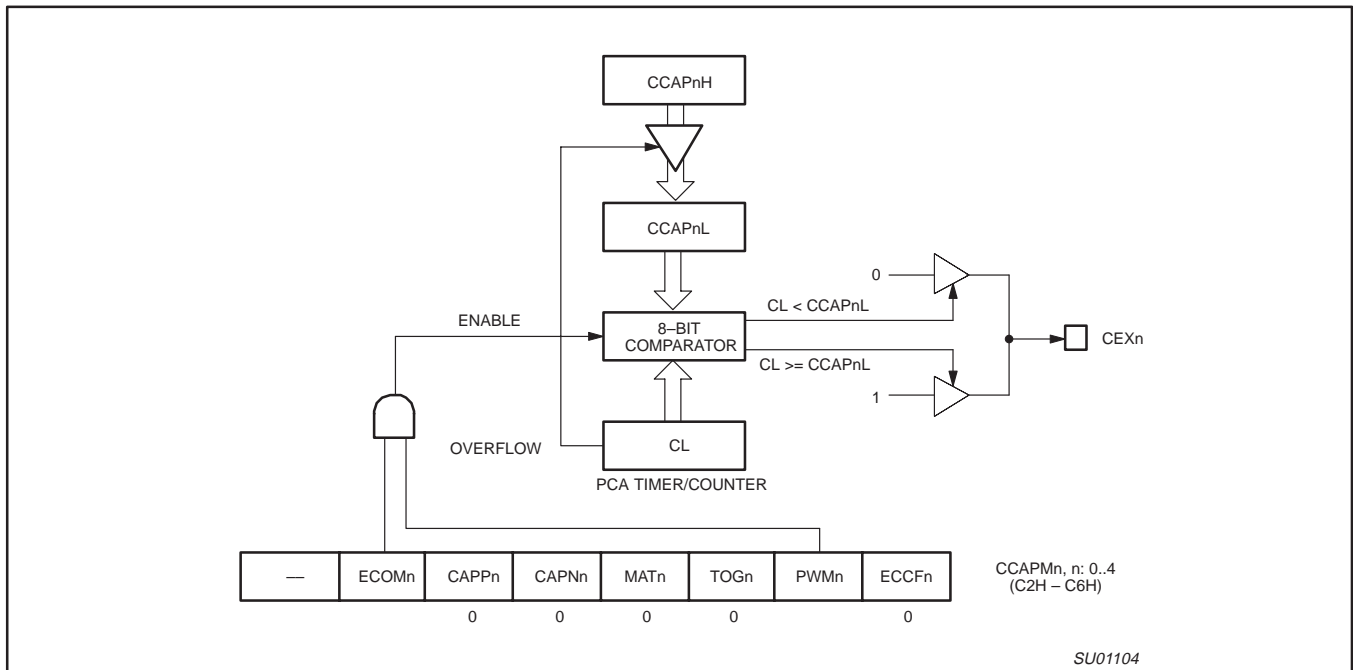 CCAPnH
CCAPnL
0
CL < CCAPnL
ENABLE
8–BIT
COMPARATOR
CEXn
CL >= CCAPnL
1
OVERFLOW
CL
PCA TIMER/COUNTER
— ECOMn CAPPn CAPNn MATn TOGn PWMn ECCFn
CCAPMn, n: 0..4
(C2H – C6H)
0 0 0 0 0
SU01104